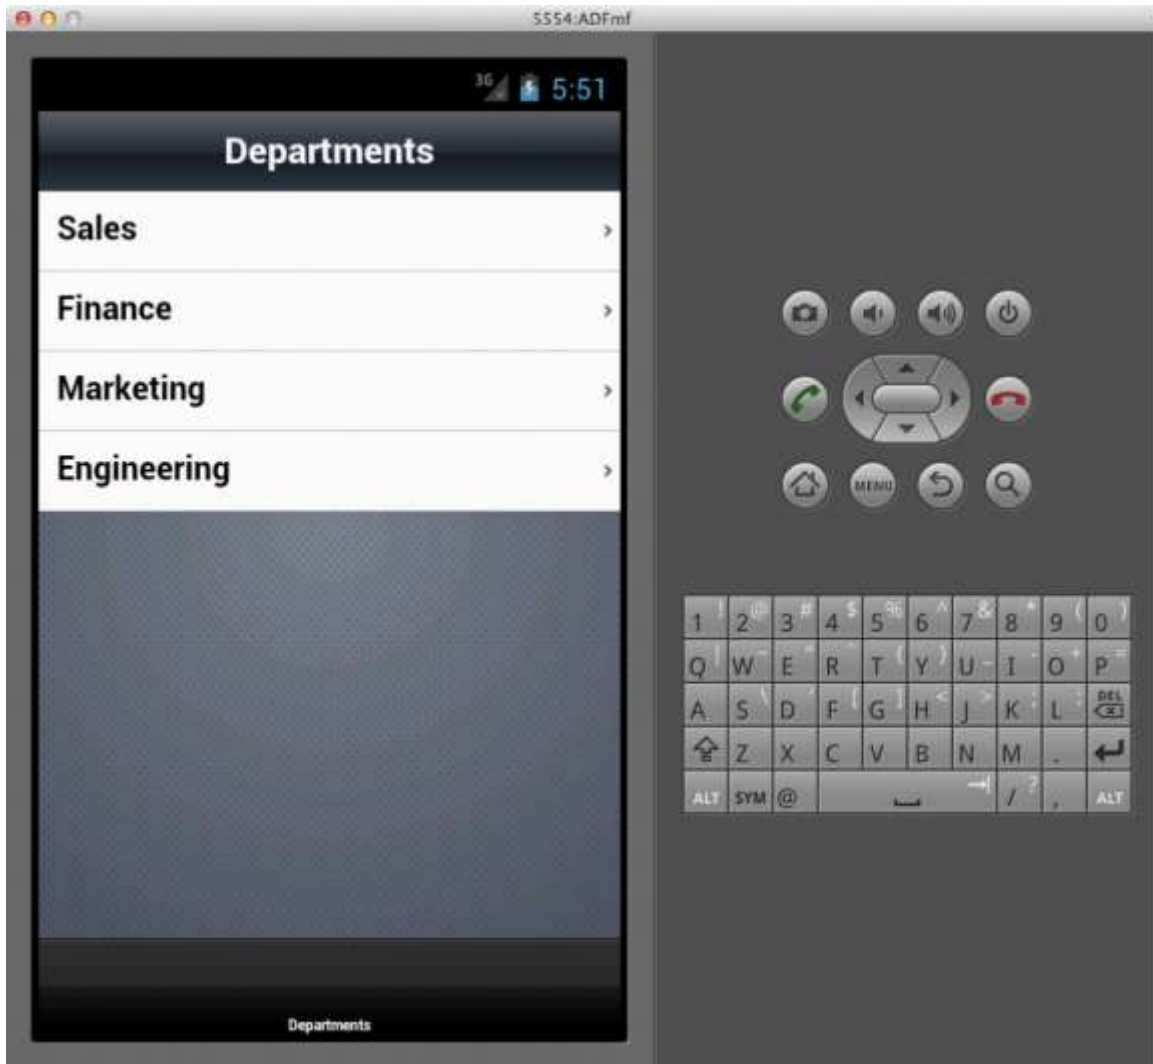 5554:ADFmf
3G 5:51
Departments
Sales
Finance
Marketing
Engineering
Departments
MENU
1 ! 2 @ 3 # 4 $ 5 % 6 ^ 7 & 8 * 9 ( 0 )
Q W E R T Y U I O P
A S D F G H J K L DEL
Z X C V B N M .
ALT SYM @ / ? , ALT